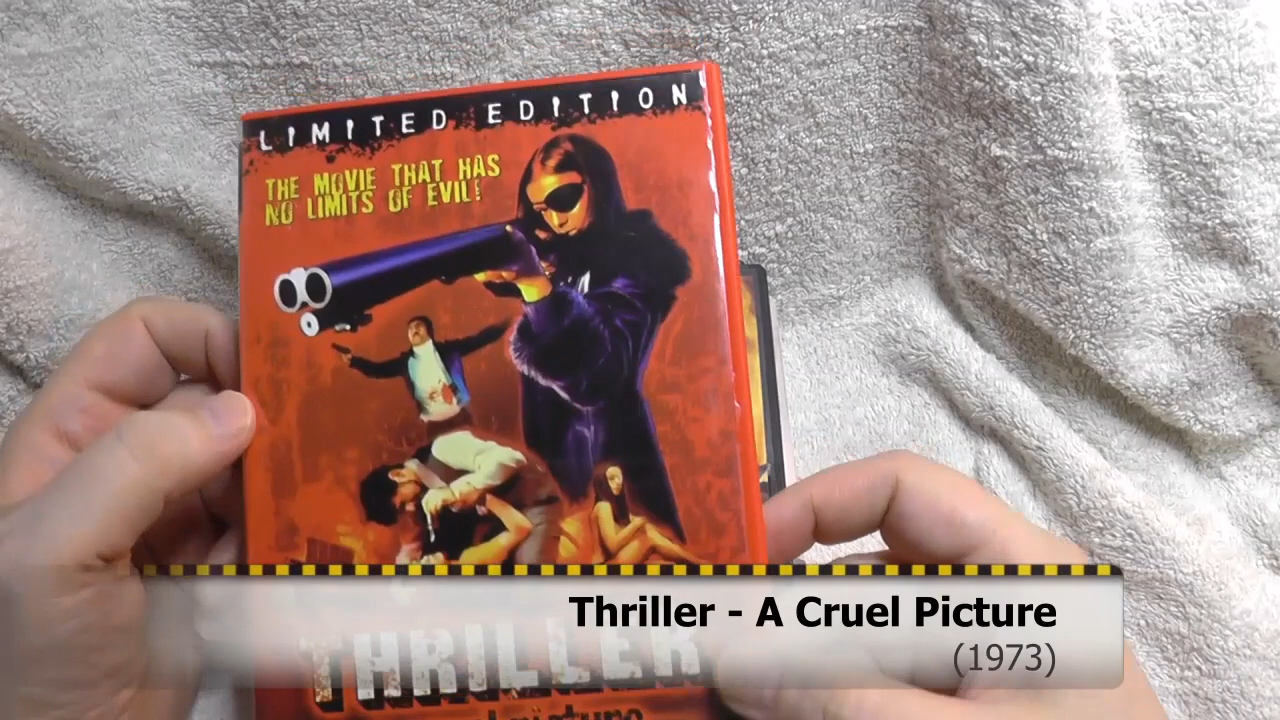 LIMITED EDITION
THE MOVIE THAT HAS
NO LIMITS OF EVIL!
Thriller - A Cruel Picture
(1973)
THRILLER